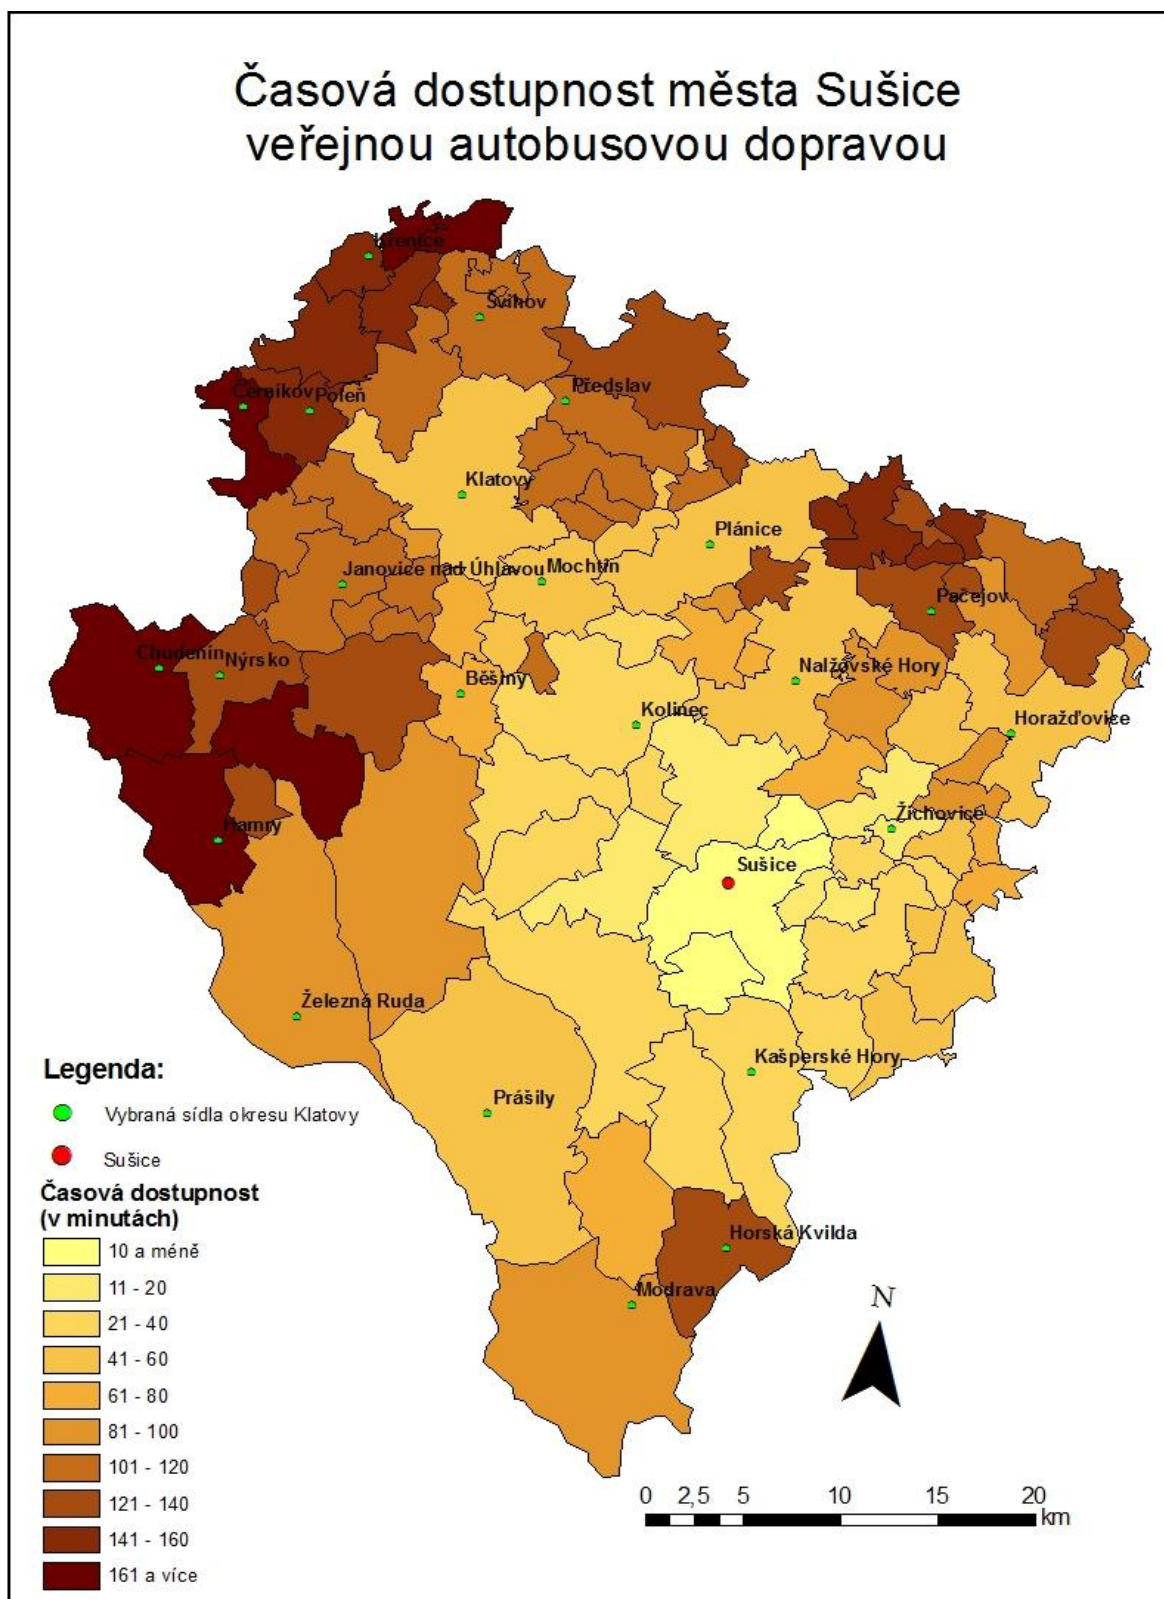 Časová dostupnost města Sušice
veřejnou autobusovou dopravou
Křenice
Švihov
Předslav
Černíkov
Poleň
Klatovy
Plánice
Janovice nad Úhlavou
Mochtín
Pačejov
Chudenín
Nýrsko
Běšiny
Nalžovské Hory
Kolinec
Horažďovice
Hamry
Žichovice
Sušice
Železná Ruda
Kašperské Hory
Prášily
Horská Kvilda
Modrava
Legenda:
Vybraná sídla okresu Klatovy
Sušice
Časová dostupnost
(v minutách)
10 a méně
11 - 20
21 - 40
41 - 60
61 - 80
81 - 100
101 - 120
121 - 140
141 - 160
161 a více
N
0 2,5 5 10 15 20
km